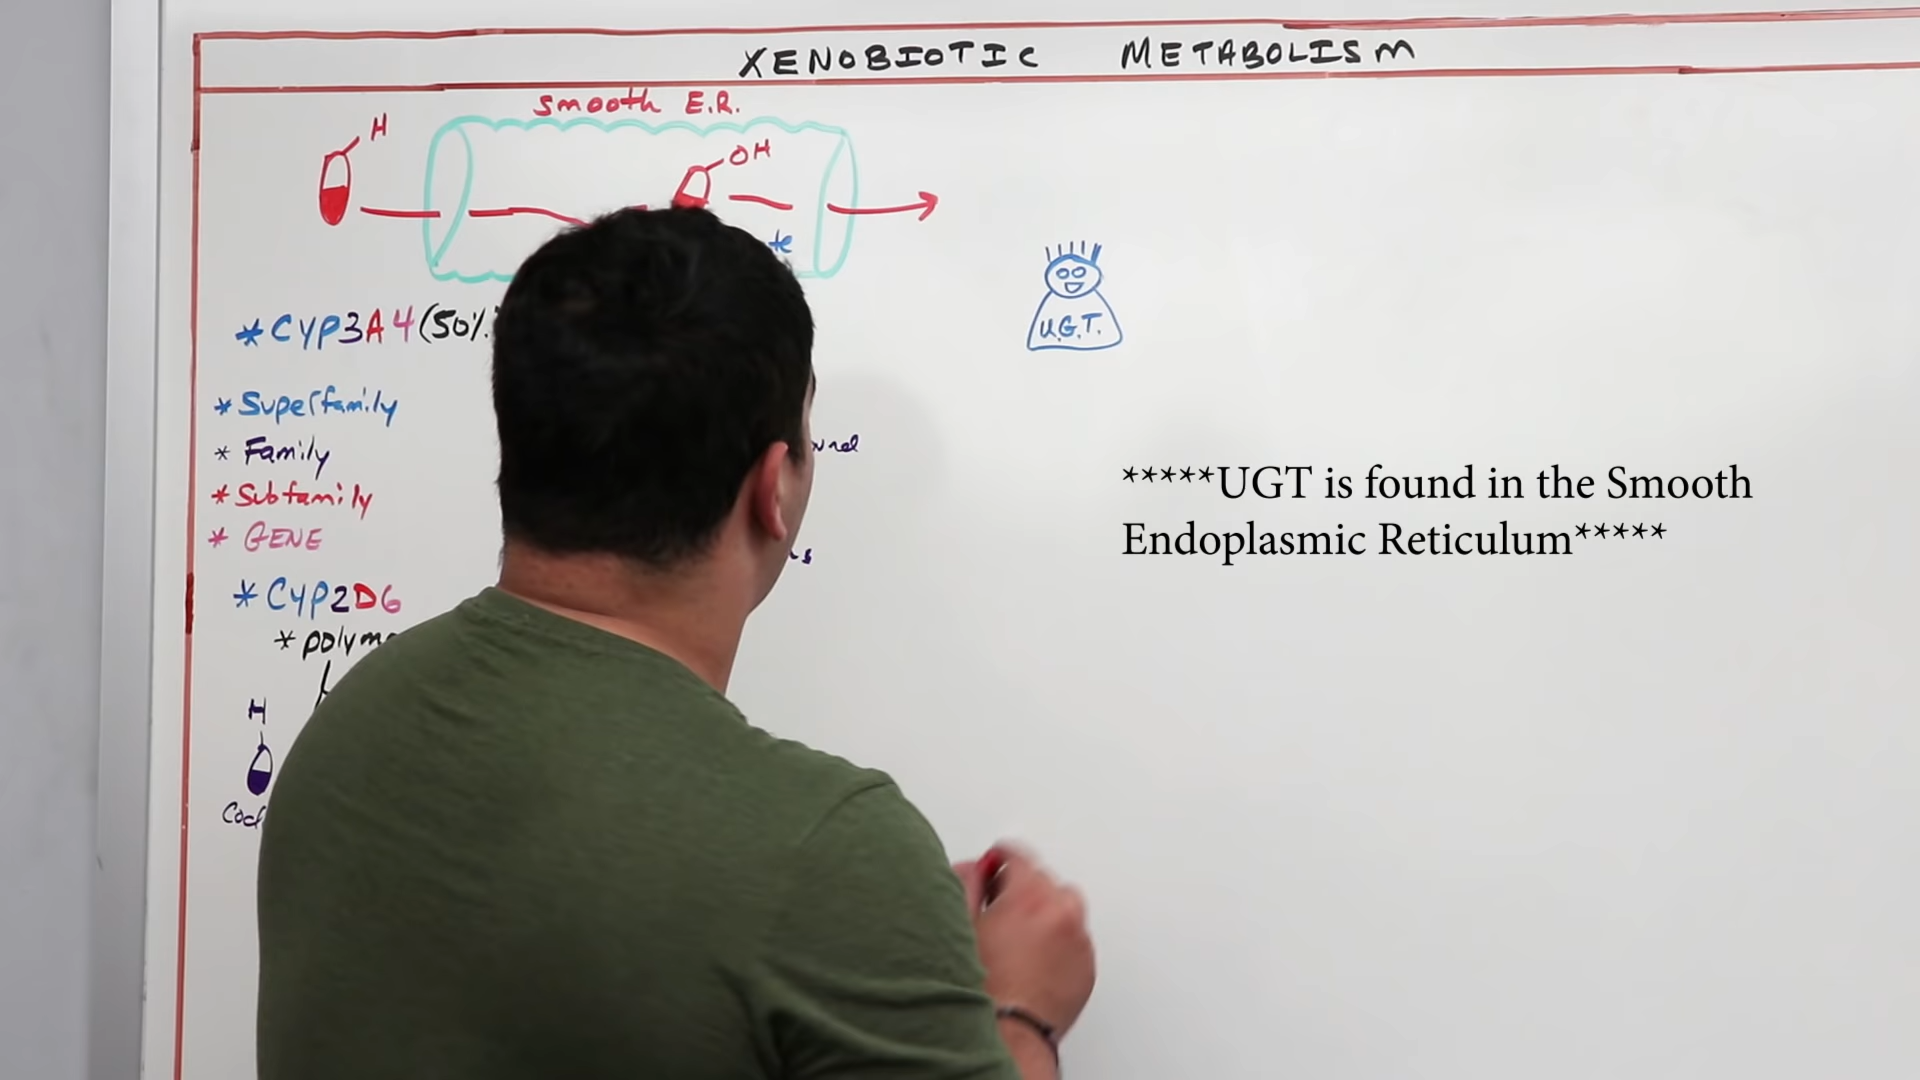 XENOBIOTIC METABOLISM
Smooth E.R.
H
OH
* CYP3A4 (50%
U.G.T.
* Superfamily
* Family
* Subfamily
* GENE
*****UGT is found in the Smooth
Endoplasmic Reticulum*****
* CYP2D6
*
H